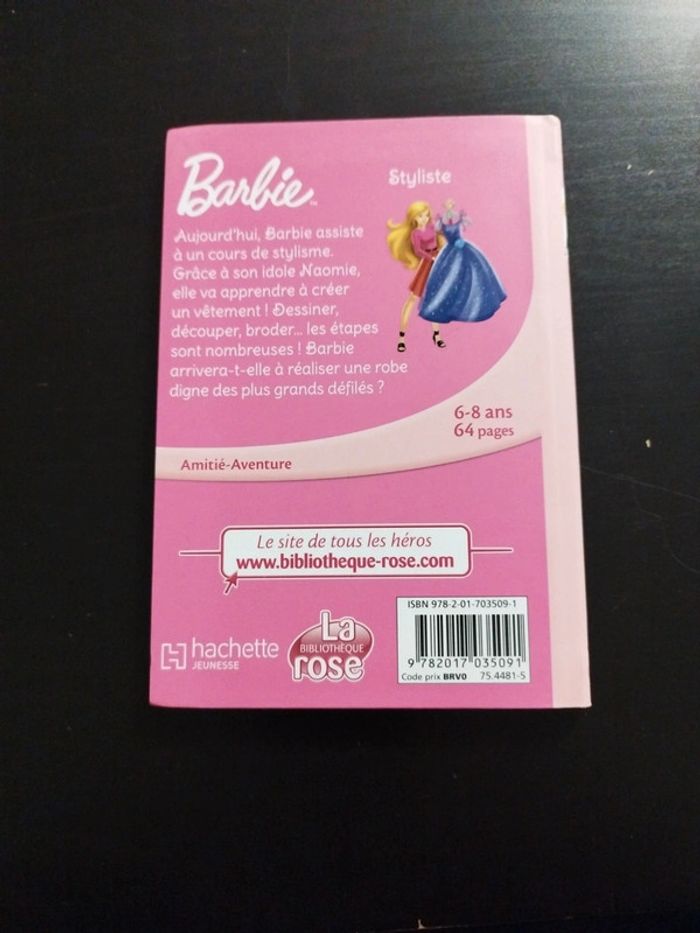 Barbie™
Styliste
Aujourd'hui, Barbie assiste
à un cours de stylisme.
Grâce à son idole Naomie,
elle va apprendre à créer
un vêtement ! Dessiner,
découper, broder... les étapes
sont nombreuses ! Barbie
arrivera-t-elle à réaliser une robe
digne des plus grands défilés ?
6-8 ans
64 pages
Amitié-Aventure
Le site de tous les héros
www.bibliotheque-rose.com
hachette
JEUNESSE
La
BIBLIOTHÈQUE
rose
ISBN 978-2-01-703509-1
9 782017 035091
Code prix BRV0 75.4481-5